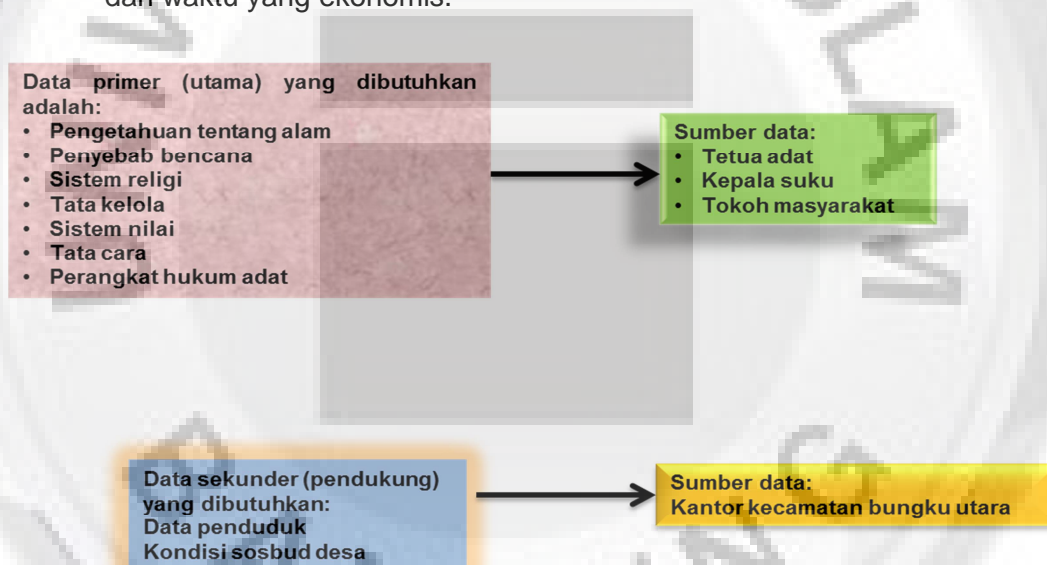 dan waktu yang ekonomis.
Data primer (utama) yang dibutuhkan
adalah:
• Pengetahuan tentang alam
• Penyebab bencana
• Sistem religi
• Tata kelola
• Sistem nilai
• Tata cara
• Perangkat hukum adat
Sumber data:
• Tetua adat
• Kepala suku
• Tokoh masyarakat
Data sekunder (pendukung)
yang dibutuhkan:
Data penduduk
Kondisi sosbud desa
Sumber data:
Kantor kecamatan bungku utara